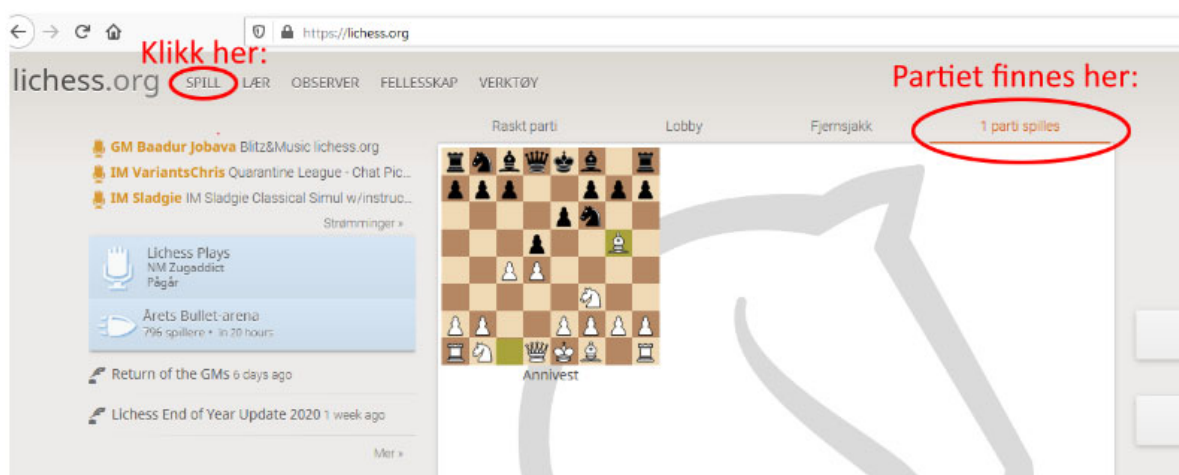 https://lichess.org
Klikk her:
lichess.org SPILL LÆR OBSERVER FELLESSKAP VERKTØY
Partiet finnes her:
Raskt parti Lobby Fjernsjakk 1 parti spilles
GM Baadur Jobava Blitz&Music lichess.org
IM VariantsChris Quarantine League - Chat Pic...
IM Sladgie IM Sladgie Classical Simul w/instruc...
Strømminger »
Lichess Plays
NM Zugaddict
Pågår
Årets Bullet-arena
796 spillere • In 20 hours
Return of the GMs 6 days ago
Lichess End of Year Update 2020 1 week ago
Mer »
Annivest